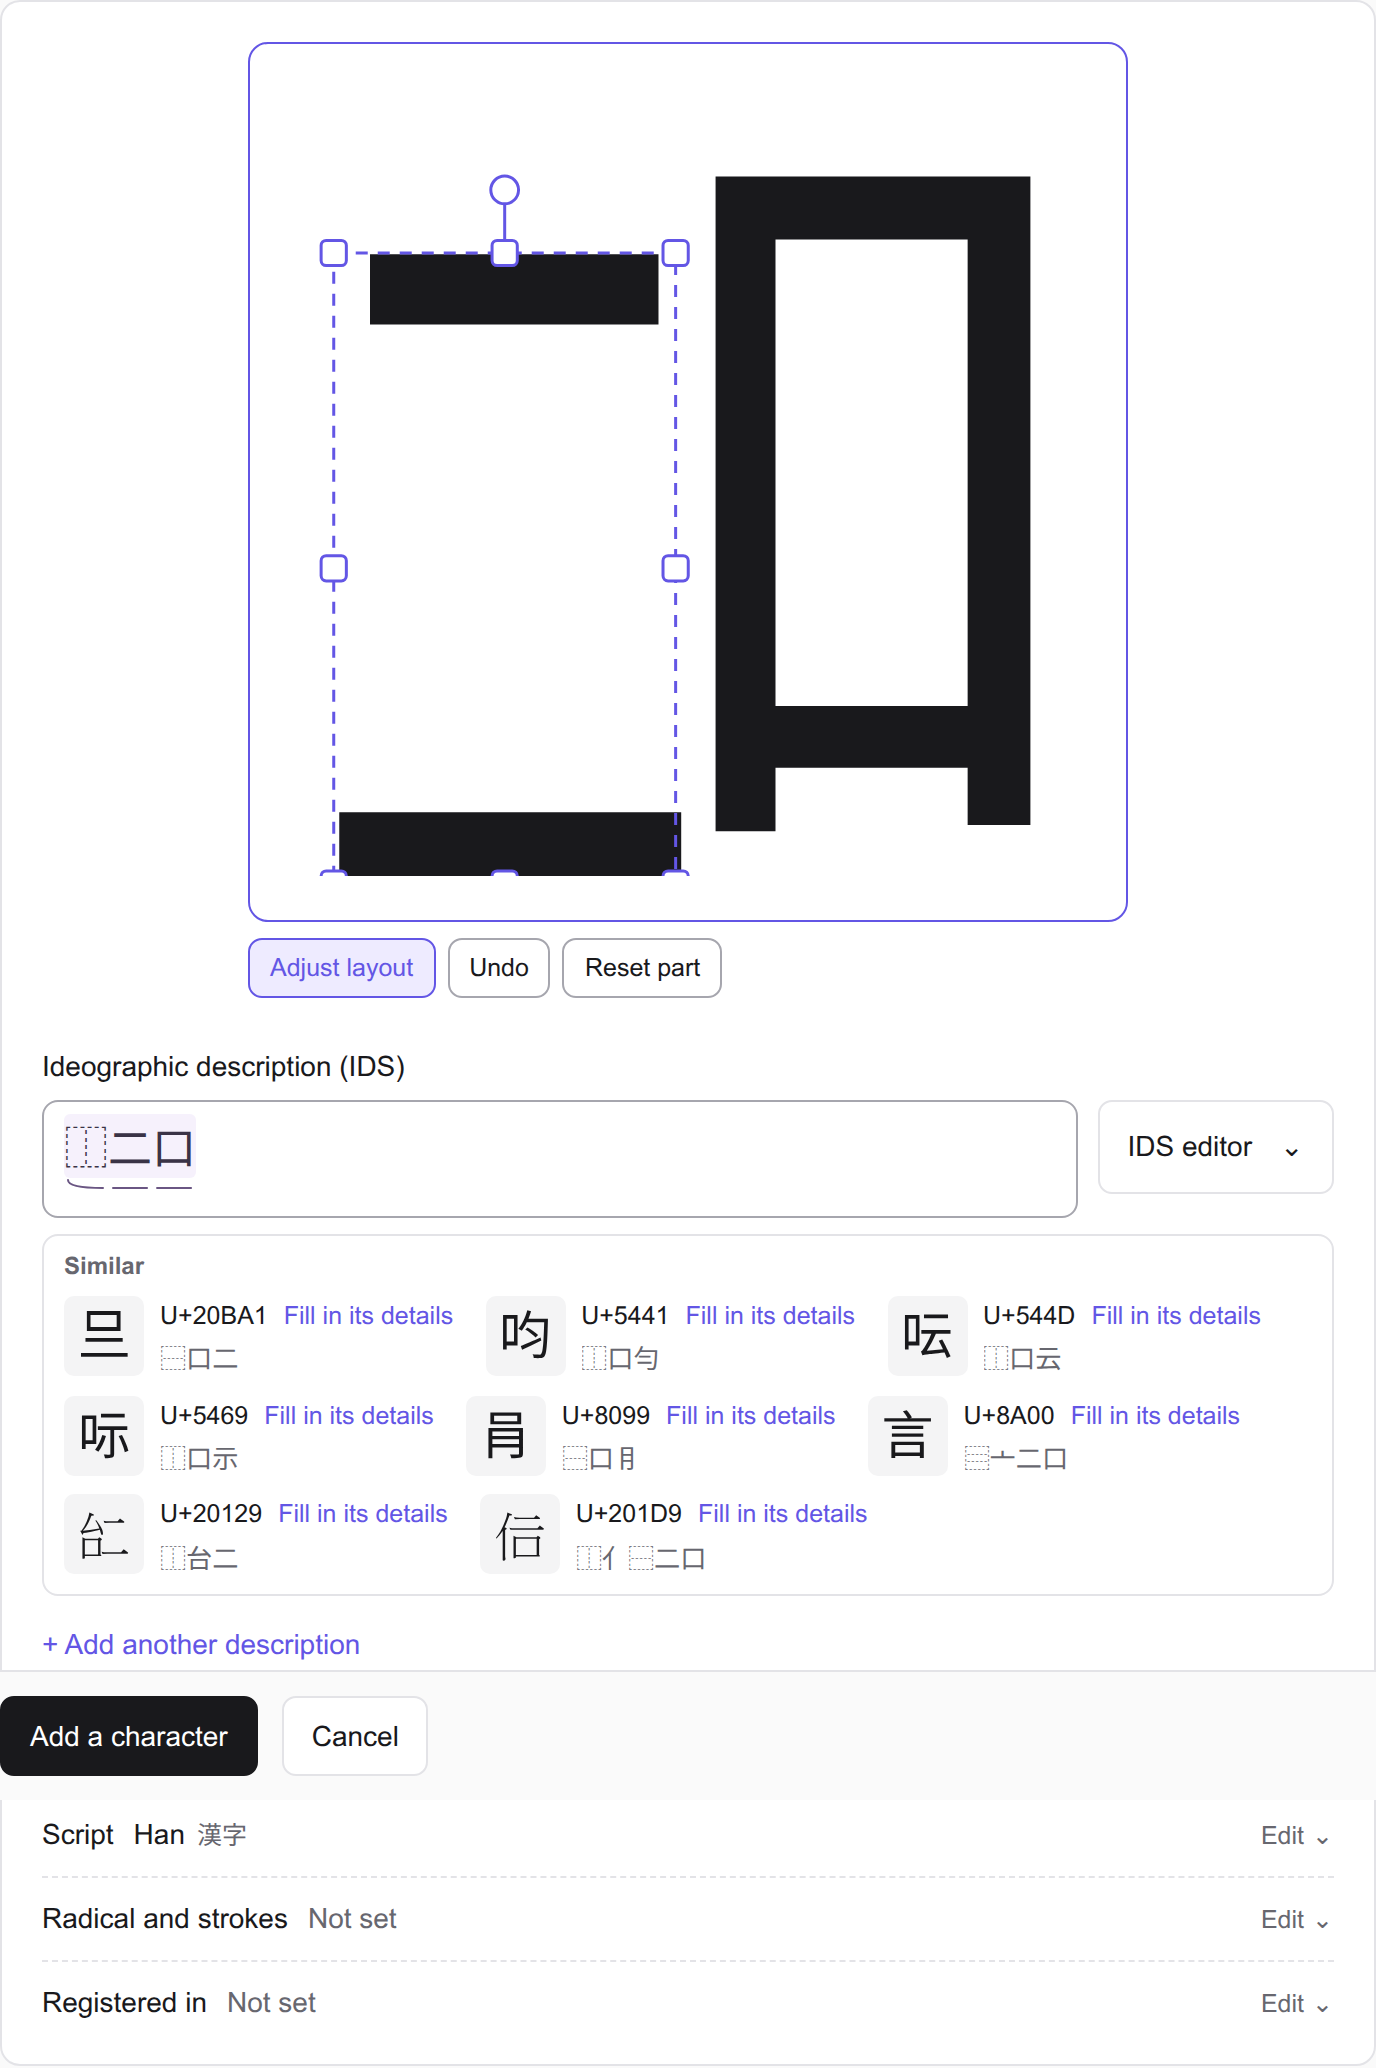 Adjust layout Undo Reset part
Ideographic description (IDS)
⿰二口
IDS editor
Similar
𠮡 U+20BA1 Fill in its details
⿱口二
呁 U+5441 Fill in its details
⿰口勻
呍 U+544D Fill in its details
⿰口云
呩 U+5469 Fill in its details
⿰口示
肙 U+8099 Fill in its details
⿱口⺝
言 U+8A00 Fill in its details
⿳亠二口
𠄩 U+20129 Fill in its details
⿰台二
𠇙 U+201D9 Fill in its details
⿰亻⿱二口
+ Add another description
Add a character Cancel
Script Han 漢字 Edit
Radical and strokes Not set Edit
Registered in Not set Edit